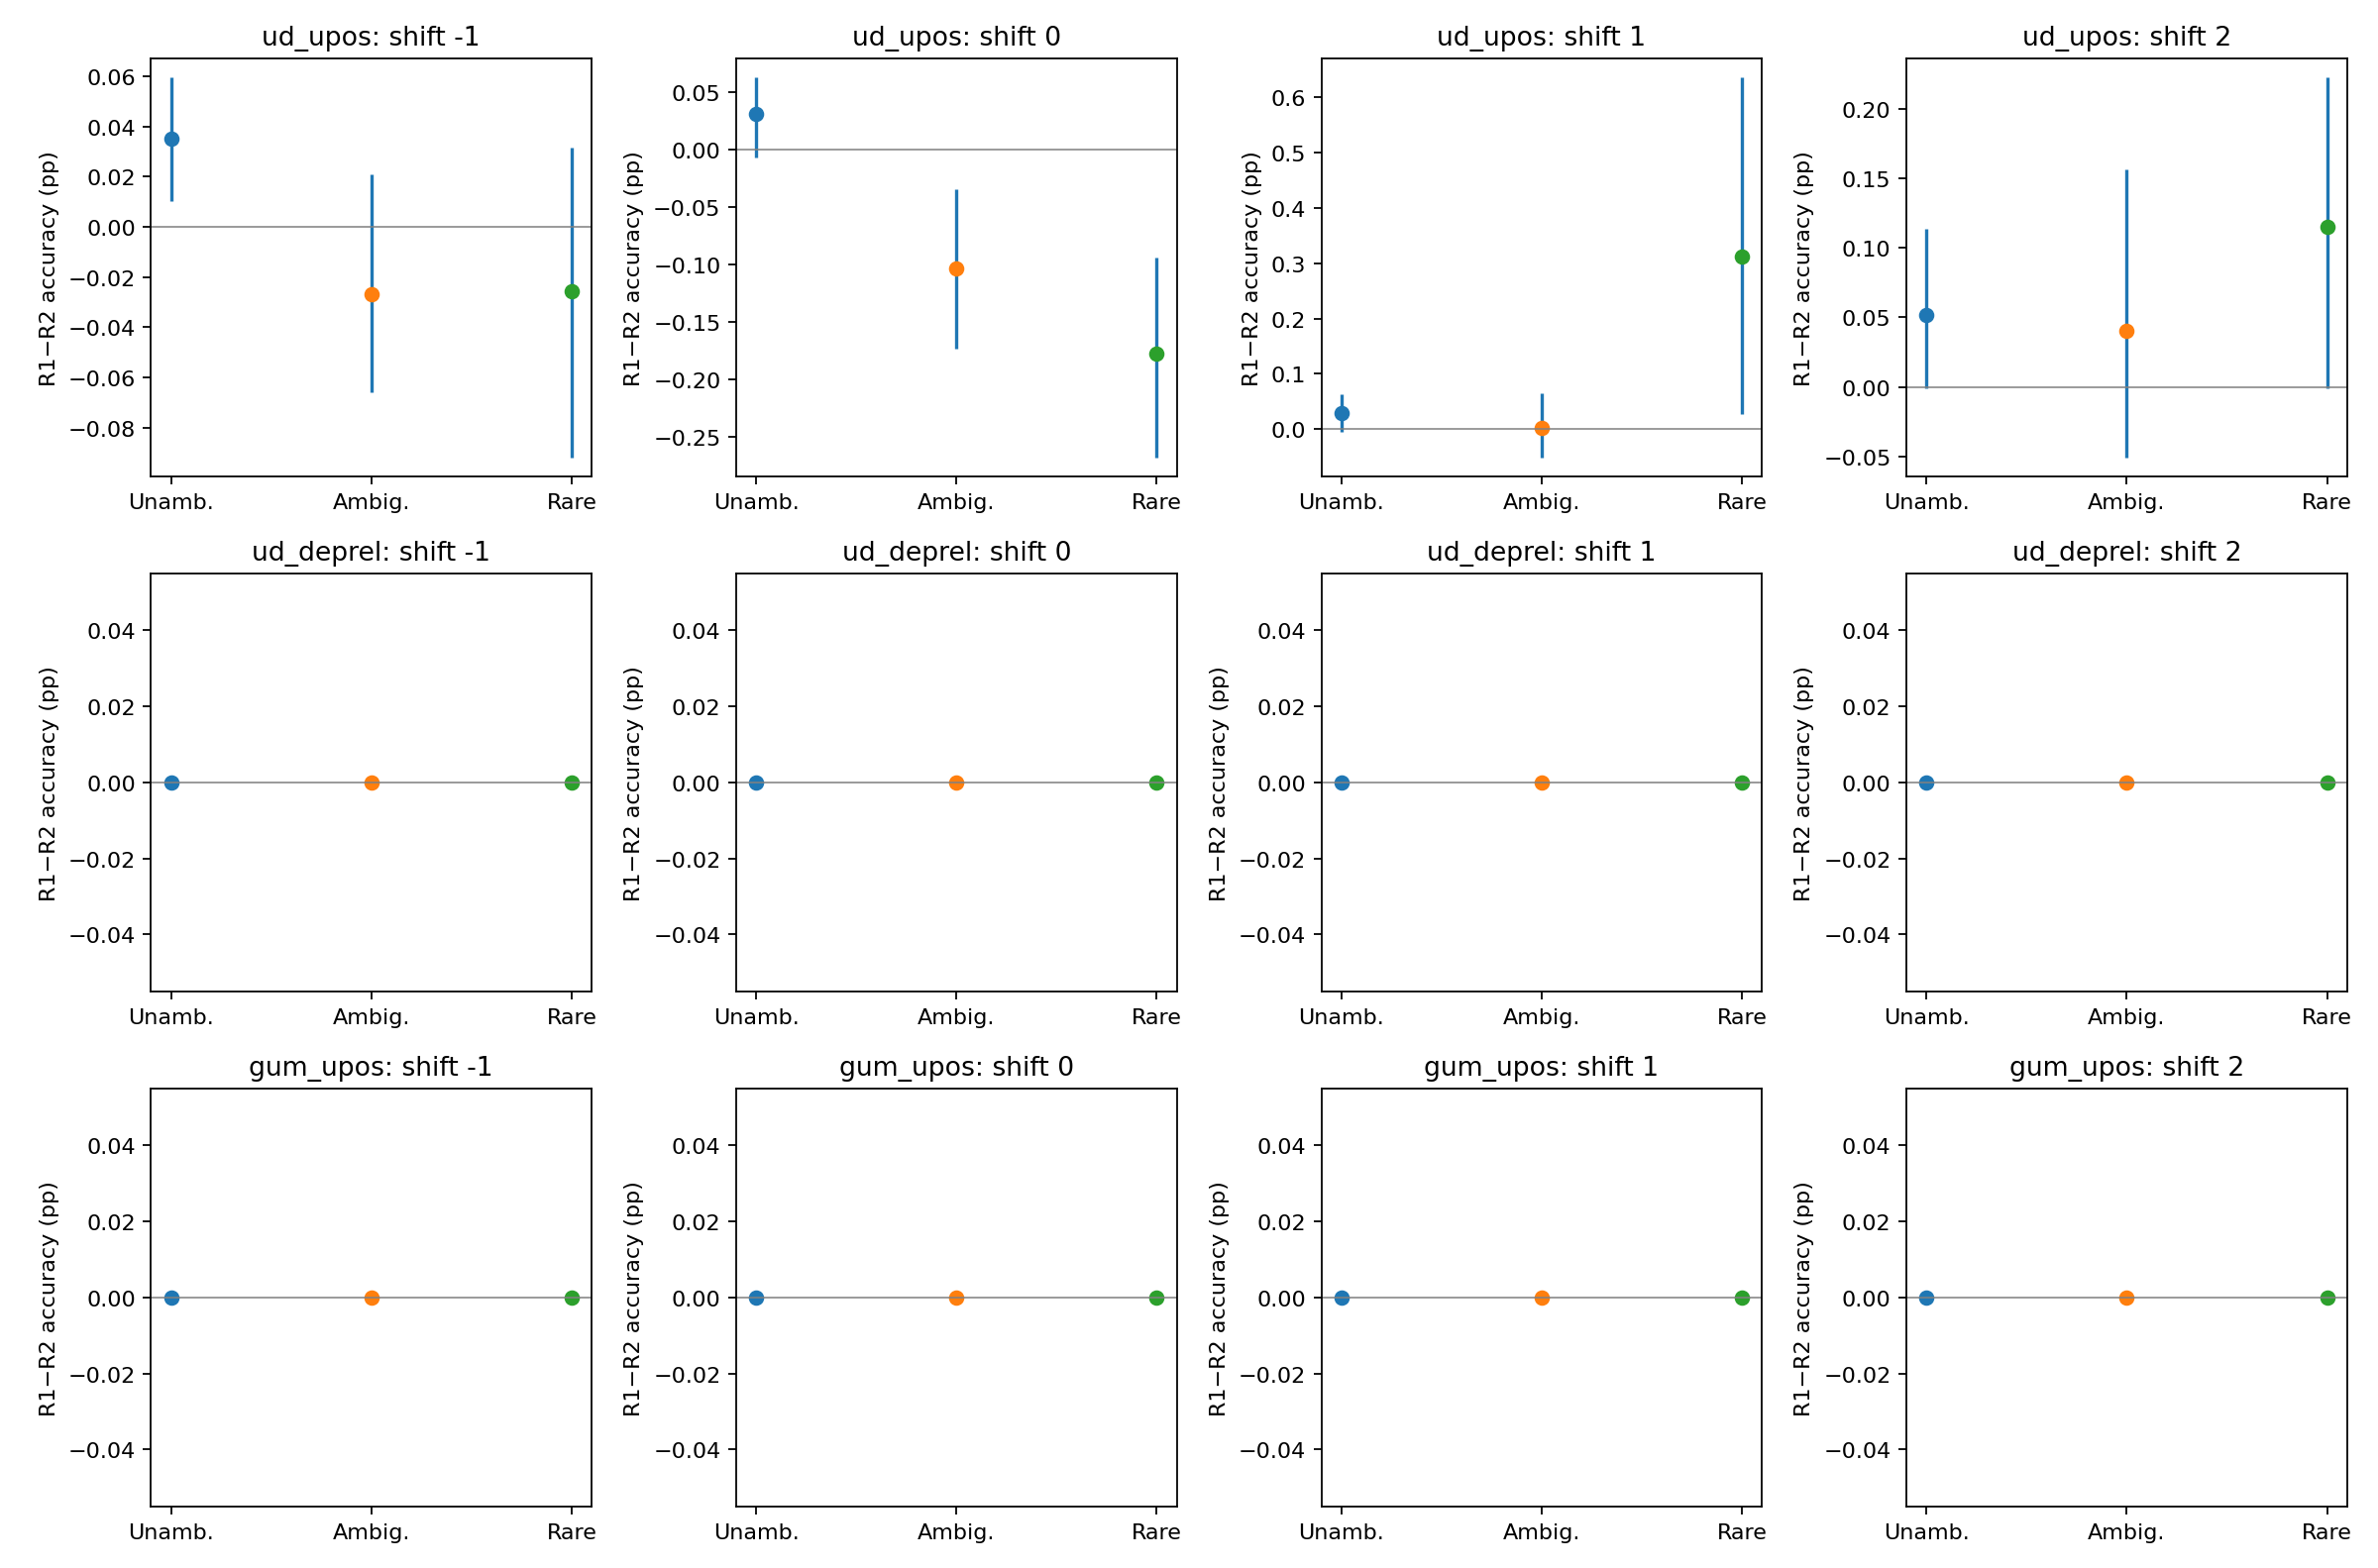 ud_upos: shift -1
R1−R2 accuracy (pp)
0.06
0.04
0.02
0.00
−0.02
−0.04
−0.06
−0.08
Unamb. Ambig. Rare
ud_upos: shift 0
R1−R2 accuracy (pp)
0.05
0.00
−0.05
−0.10
−0.15
−0.20
−0.25
Unamb. Ambig. Rare
ud_upos: shift 1
R1−R2 accuracy (pp)
0.6
0.5
0.4
0.3
0.2
0.1
0.0
Unamb. Ambig. Rare
ud_upos: shift 2
R1−R2 accuracy (pp)
0.20
0.15
0.10
0.05
0.00
−0.05
Unamb. Ambig. Rare
ud_deprel: shift -1
R1−R2 accuracy (pp)
0.04
0.02
0.00
−0.02
−0.04
Unamb. Ambig. Rare
ud_deprel: shift 0
R1−R2 accuracy (pp)
0.04
0.02
0.00
−0.02
−0.04
Unamb. Ambig. Rare
ud_deprel: shift 1
R1−R2 accuracy (pp)
0.04
0.02
0.00
−0.02
−0.04
Unamb. Ambig. Rare
ud_deprel: shift 2
R1−R2 accuracy (pp)
0.04
0.02
0.00
−0.02
−0.04
Unamb. Ambig. Rare
gum_upos: shift -1
R1−R2 accuracy (pp)
0.04
0.02
0.00
−0.02
−0.04
Unamb. Ambig. Rare
gum_upos: shift 0
R1−R2 accuracy (pp)
0.04
0.02
0.00
−0.02
−0.04
Unamb. Ambig. Rare
gum_upos: shift 1
R1−R2 accuracy (pp)
0.04
0.02
0.00
−0.02
−0.04
Unamb. Ambig. Rare
gum_upos: shift 2
R1−R2 accuracy (pp)
0.04
0.02
0.00
−0.02
−0.04
Unamb. Ambig. Rare